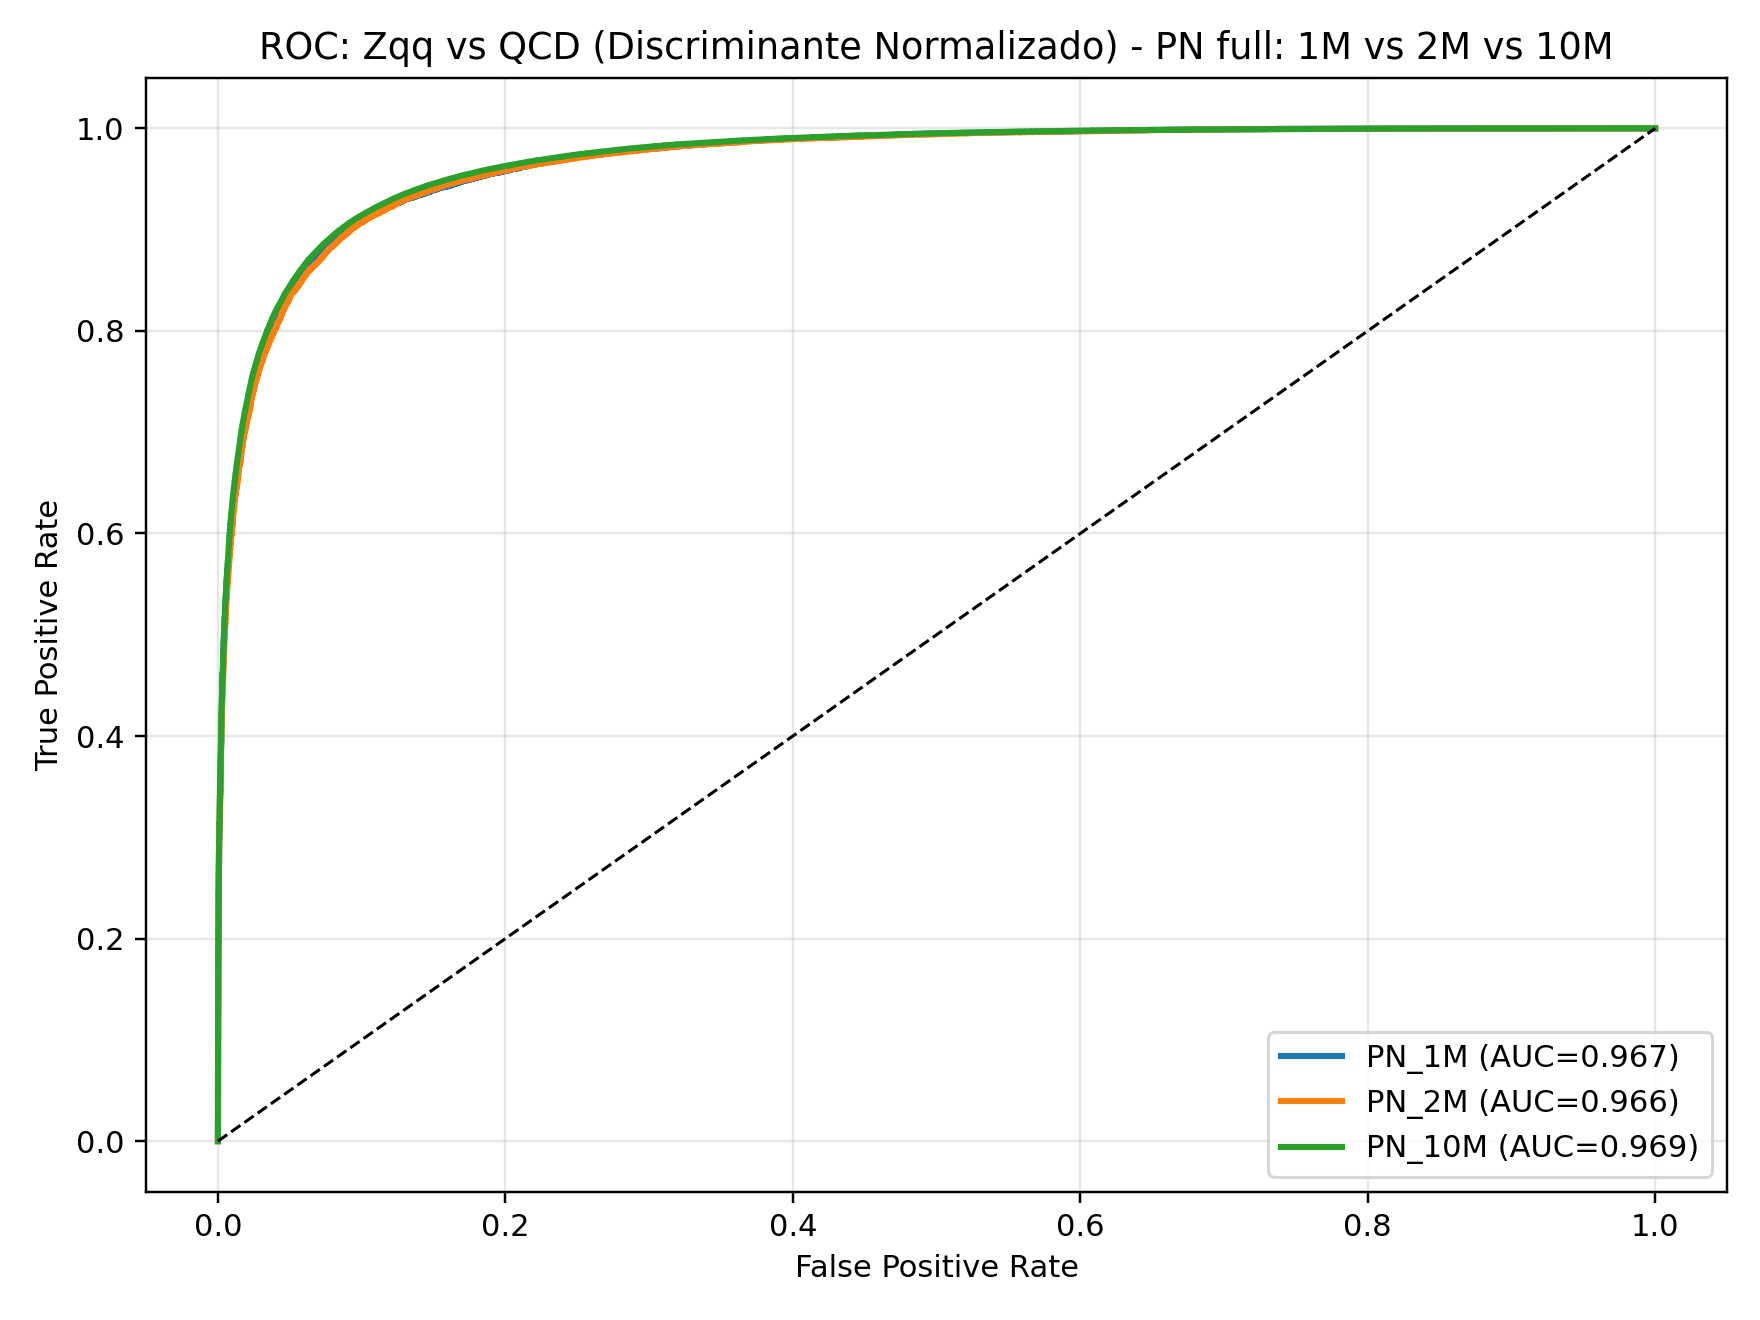 ROC: Zqq vs QCD (Discriminante Normalizado) - PN full: 1M vs 2M vs 10M
True Positive Rate
1.0
0.8
0.6
0.4
0.2
0.0
PN_1M (AUC=0.967)
PN_2M (AUC=0.966)
PN_10M (AUC=0.969)
0.0 0.2 0.4 0.6 0.8 1.0
False Positive Rate